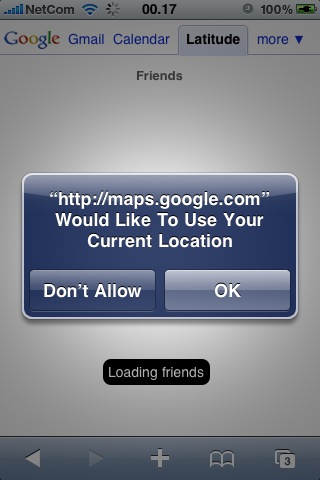 NetCom 00.17 100%
Google Gmail Calendar Latitude more ▼
Friends
“http://maps.google.com”
Would Like To Use Your
Current Location
Don’t Allow OK
Loading friends
3